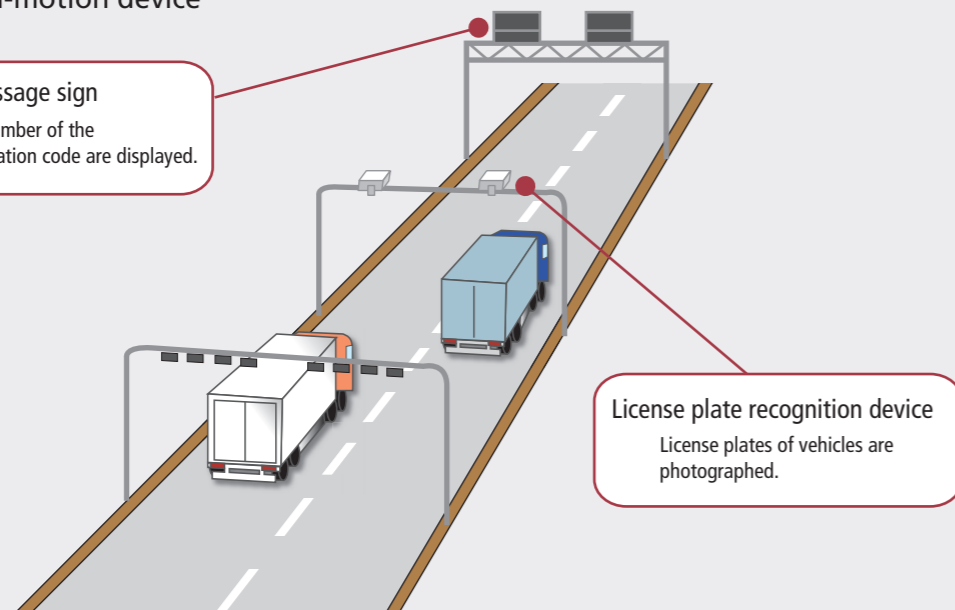 -motion device
ssage sign
mber of the
ation code are displayed.
License plate recognition device
License plates of vehicles are
photographed.